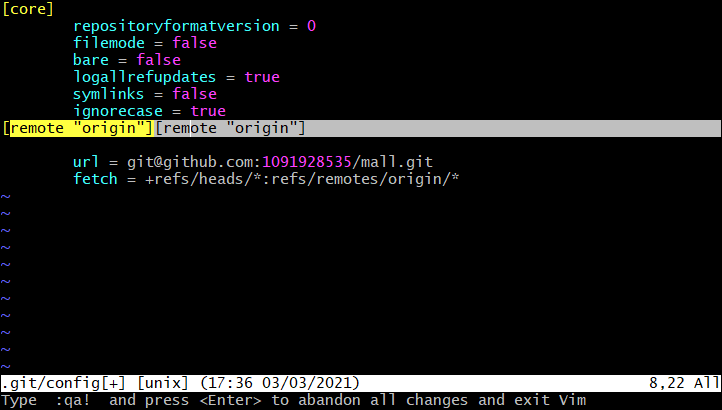 [core]
repositoryformatversion = 0
filemode = false
bare = false
logallrefupdates = true
symlinks = false
ignorecase = true
[remote "origin"][remote "origin"]
url = git@github.com:1091928535/mall.git
fetch = +refs/heads/*:refs/remotes/origin/*
~
~
~
~
~
~
~
~
~
~
~
.git/config[+] [unix] (17:36 03/03/2021) 8,22 All
Type  :qa!  and press <Enter> to abandon all changes and exit Vim